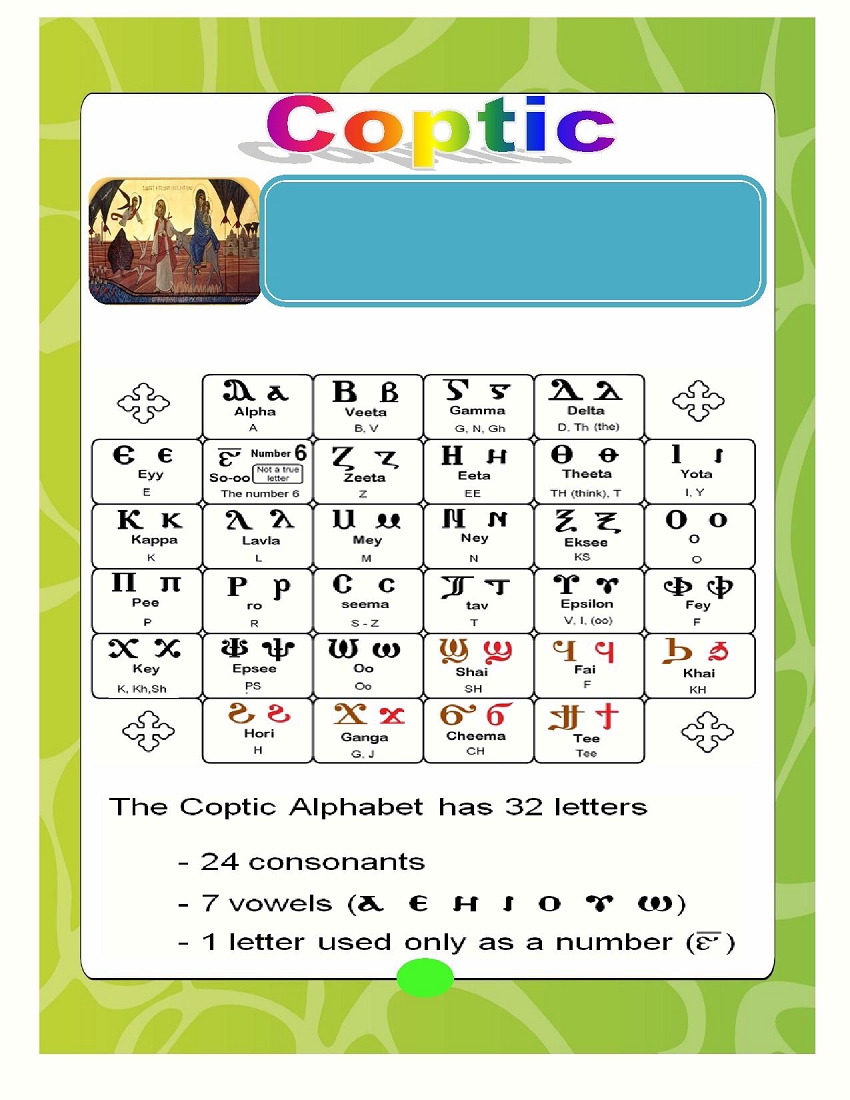 Coptic
Ⲁ ⲁ Ⲃ ⲃ Ⲅ ⲅ Ⲇ ⲇ
Alpha Veeta Gamma Delta
A B, V G, N, Gh D, Th (the)
Ⲉ ⲉ ⲋ̅ Number 6 Ⲍ ⲍ Ⲏ ⲏ Ⲑ ⲑ Ⲓ ⲓ
Eyy So-oo Not a true letter Zeeta Eeta Theeta Yota
E The number 6 Z EE TH (think), T I, Y
Ⲕ ⲕ Ⲗ ⲗ Ⲙ ⲙ Ⲛ ⲛ Ⲝ ⲝ Ⲟ ⲟ
Kappa Lavla Mey Ney Eksee O
K L M N KS O
Ⲡ ⲡ Ⲣ ⲣ Ⲥ ⲥ Ⲧ ⲧ Ⲩ ⲩ Ⲫ ⲫ
Pee ro seema tav Epsilon Fey
P R S - Z T V, I, (oo) F
Ⲭ ⲭ Ⲯ ⲯ Ⲱ ⲱ Ϣ ϣ Ϥ ϥ Ϧ ϧ
Key Epsee Oo Shai Fai Khai
K, Kh,Sh PS Oo SH F KH
Ϩ ϩ Ϫ ϫ Ϭ ϭ Ϯ ϯ
Hori Ganga Cheema Tee
H G, J CH Tee
The Coptic Alphabet has 32 letters
- 24 consonants
- 7 vowels (ⲁ ⲉ ⲏ ⲓ ⲟ ⲩ ⲱ)
- 1 letter used only as a number (ⲋ̅)